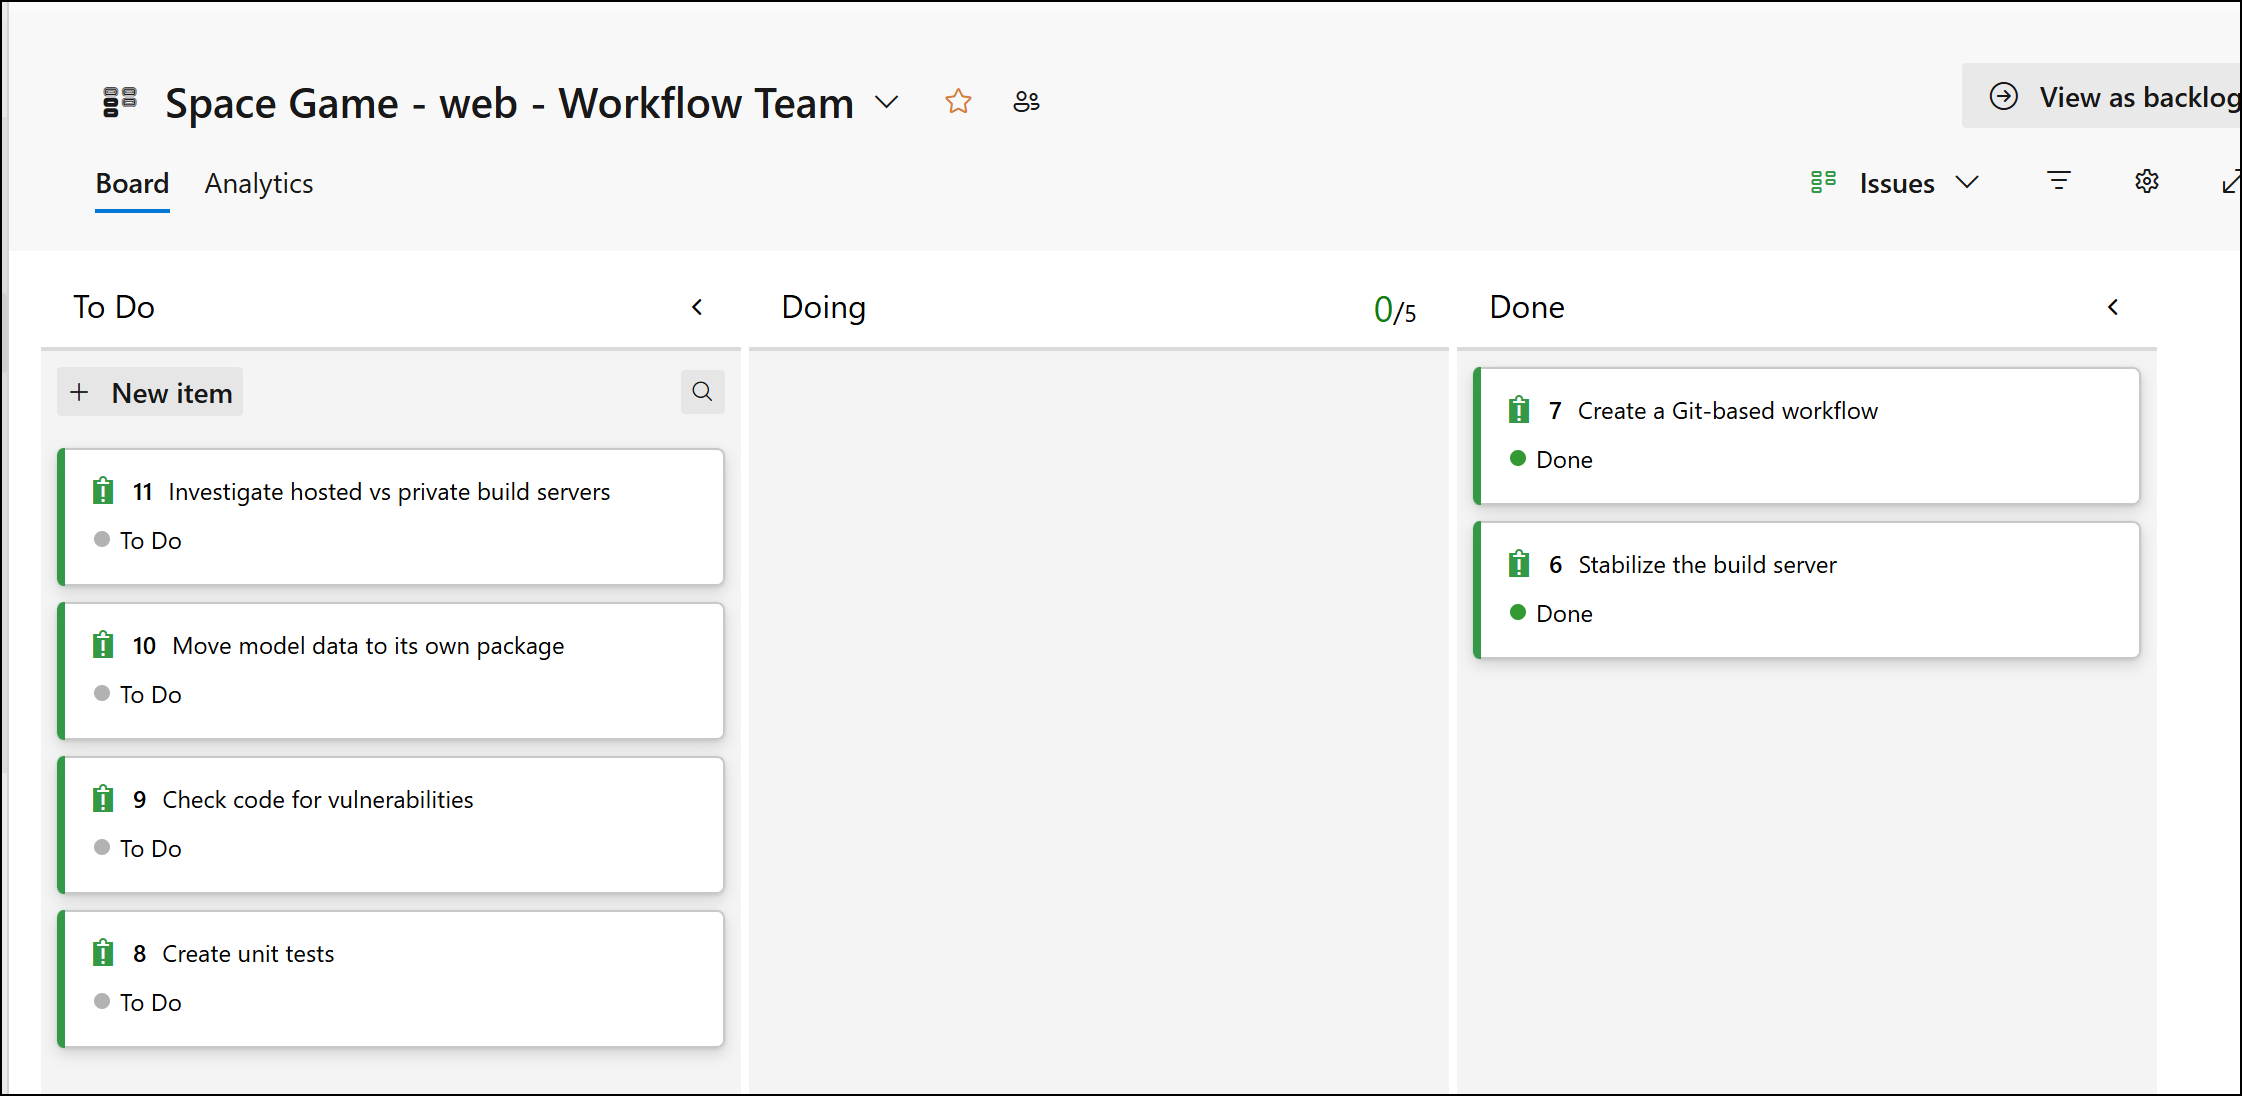 Space Game - web - Workflow Team
View as backlog
Board
Analytics
Issues
To Do
Doing
0/5
Done
New item
11 Investigate hosted vs private build servers
To Do
10 Move model data to its own package
To Do
9 Check code for vulnerabilities
To Do
8 Create unit tests
To Do
7 Create a Git-based workflow
Done
6 Stabilize the build server
Done